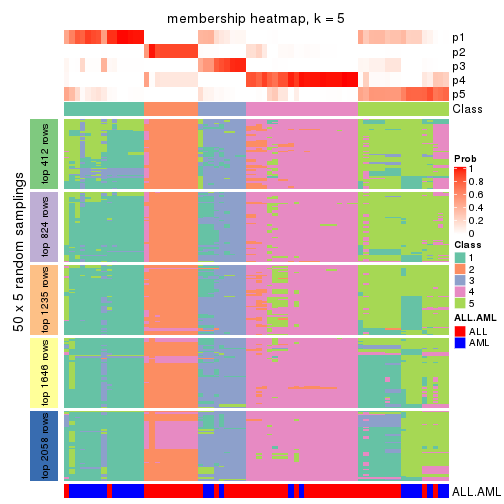 membership heatmap, k = 5
p1
p2
p3
p4
p5
Class
50 x 5 random samplings
top 412 rows
top 824 rows
top 1235 rows
top 1646 rows
top 2058 rows
ALL.AML
Prob
1
0.8
0.6
0.4
0.2
0
Class
1
2
3
4
5
ALL.AML
ALL
AML